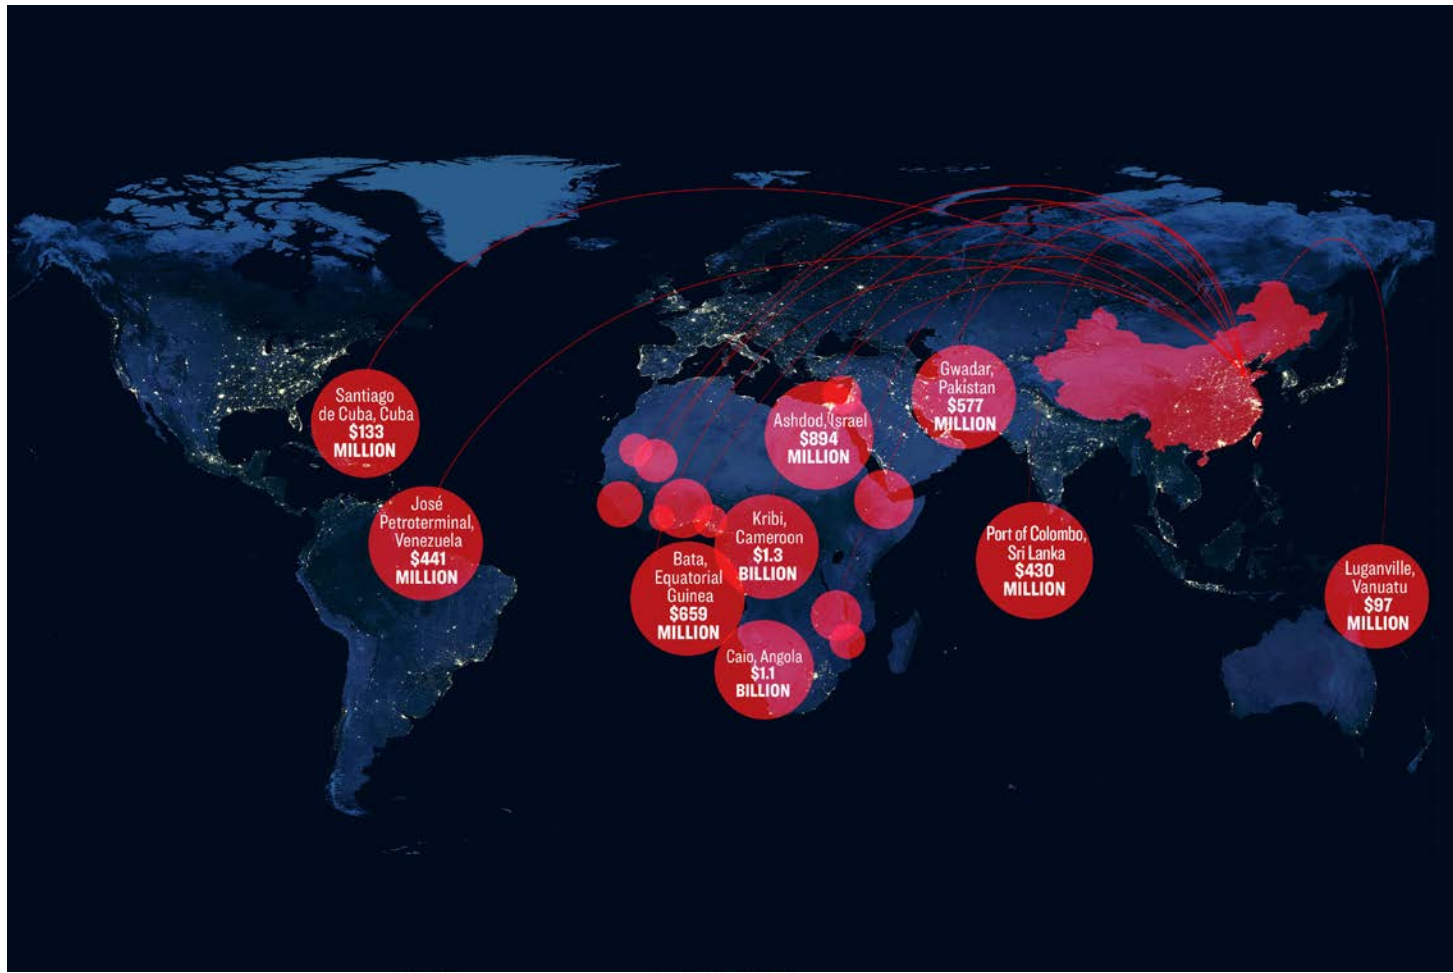 Santiago
de Cuba, Cuba
$133
MILLION
José
Petroterminal,
Venezuela
$441
MILLION
Ashdod, Israel
$894
MILLION
Gwadar,
Pakistan
$577
MILLION
Kribi,
Cameroon
$1.3
BILLION
Bata,
Equatorial
Guinea
$659
MILLION
Caio, Angola
$1.1
BILLION
Port of Colombo,
Sri Lanka
$430
MILLION
Luganville,
Vanuatu
$97
MILLION